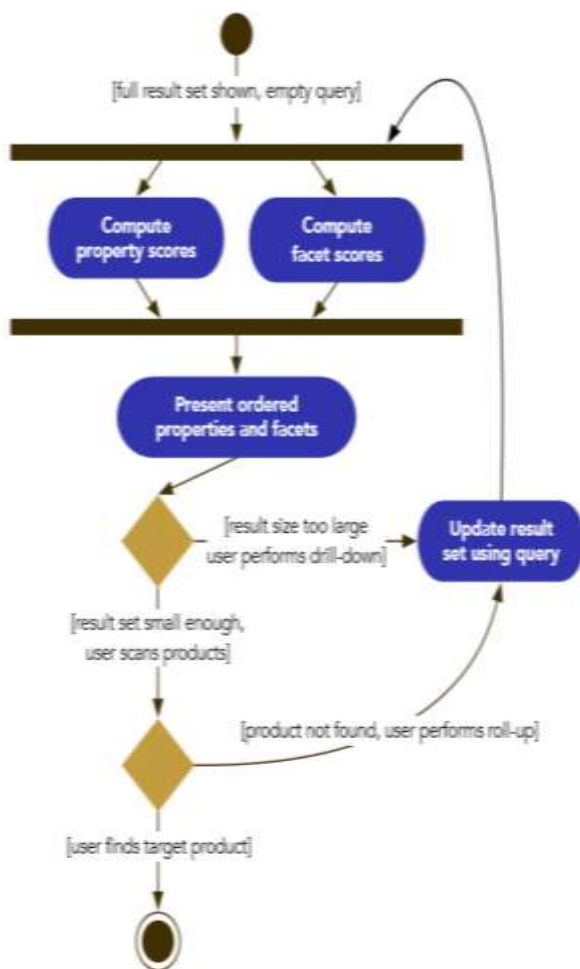 [full result set shown, empty query]
Compute
property scores
Compute
facet scores
Present ordered
properties and facets
[result size too large
user performs drill-down]
Update result
set using query
[result set small enough,
user scans products]
[product not found, user performs roll-up]
[user finds target product]